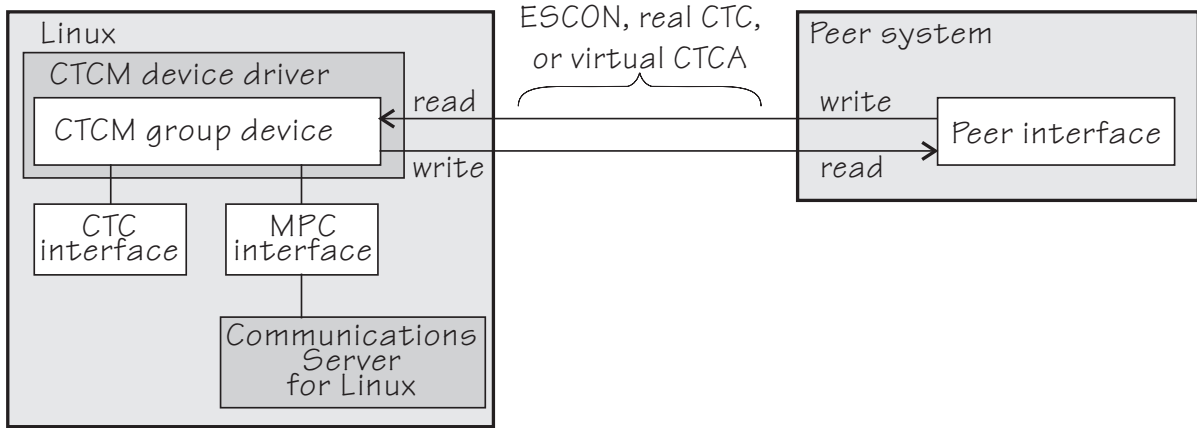 Linux
CTCM device driver
CTCM group device
read
write
CTC
interface
MPC
interface
Communications
Server
for Linux
ESCON, real CTC,
or virtual CTCA
Peer system
write
Peer interface
read